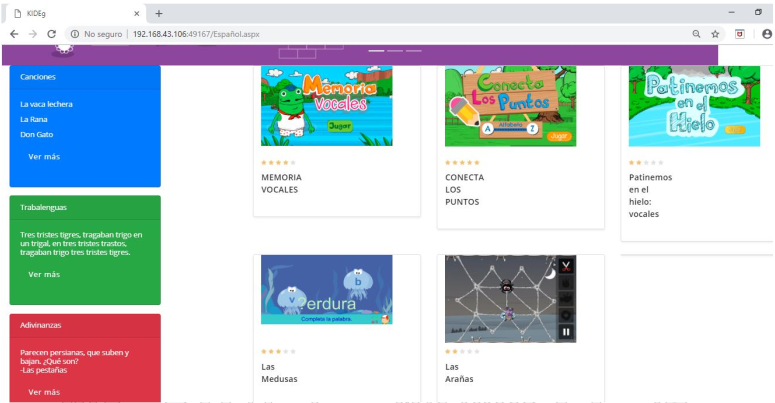 KIDEg
No seguro | 192.168.43.106:49167/Español.aspx
Canciones
La vaca lechera
La Rana
Don Gato
Ver más
Trabalenguas
Tres tristes tigres, tragaban trigo en
un trigal, en tres tristes trastos,
tragaban trigo tres tristes tigres.
Ver más
Adivinanzas
Parecen persianas, que suben y
bajan. ¿Qué son?
-Las pestañas
Ver más
Memoria
Vocales
Jugar
MEMORIA
VOCALES
Conecta
Los Puntos
A Alfabeto Z
Jugar
CONECTA
LOS
PUNTOS
Patinemos
en el
Hielo
Patinemos
en el
hielo:
vocales
b
v ?erdura
Completa la palabra.
Las
Medusas
Las
Arañas